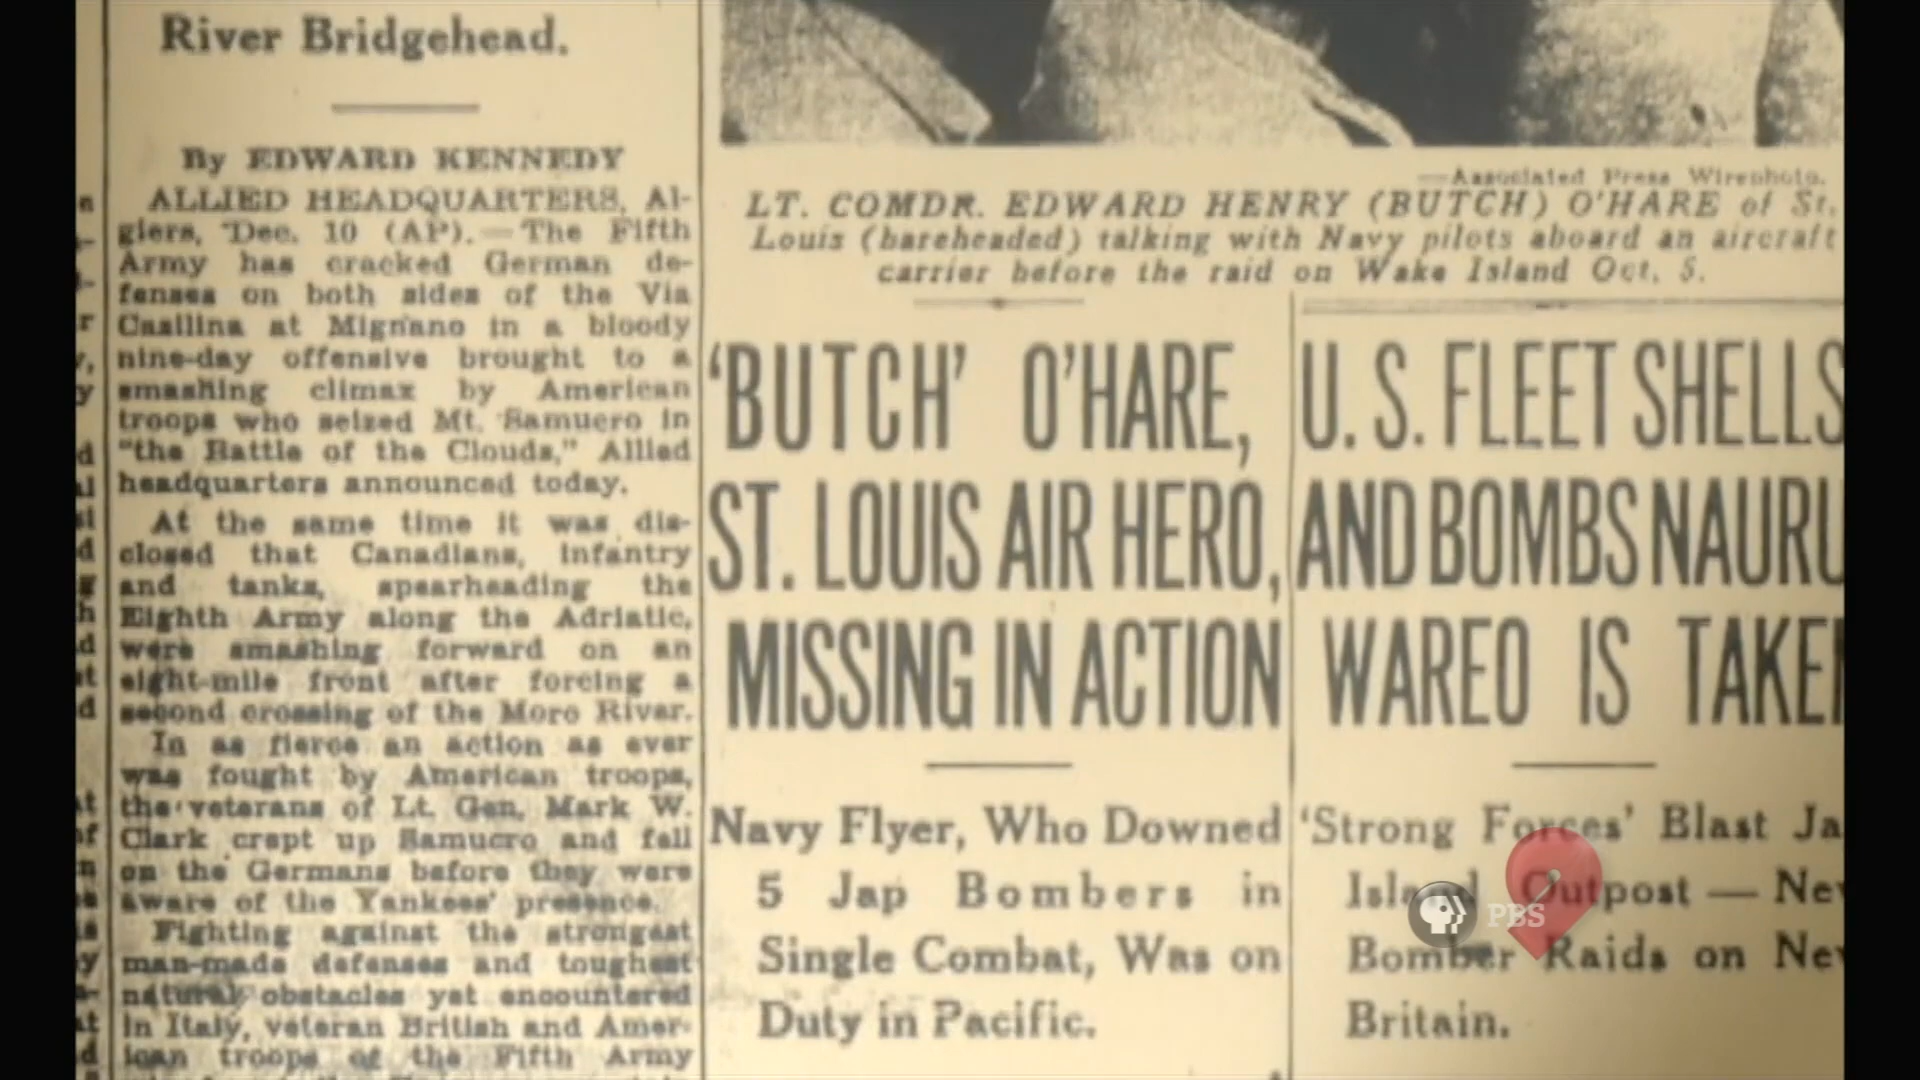 River Bridgehead.
By EDWARD KENNEDY
ALLIED HEADQUARTERS, Al-
giers, Dec. 10 (AP).—The Fifth
Army has cracked German de-
fenses on both sides of the Via
Casilina at Mignano in a bloody
nine-day offensive brought to a
smashing climax by American
troops who seized Mt. Samucro in
"the Battle of the Clouds," Allied
headquarters announced today.
At the same time it was dis-
closed that Canadians, infantry
and tanks, spearheading the
Eighth Army along the Adriatic,
were smashing forward on an
eight-mile front after forcing a
second crossing of the Moro River.
In as fierce an action as ever
was fought by American troops,
the veterans of Lt. Gen. Mark W.
Clark crept up Samucro and fell
on the Germans before they were
aware of the Yankees' presence.
Fighting against the strongest
man-made defenses and toughest
natural obstacles yet encountered
in Italy, veteran British and Amer-
ican troops of the Fifth Army
—Associated Press Wirephoto.
LT. COMDR. EDWARD HENRY (BUTCH) O'HARE of St.
Louis (bareheaded) talking with Navy pilots aboard an aircraft
carrier before the raid on Wake Island Oct. 5.
'BUTCH' O'HARE,
ST. LOUIS AIR HERO,
MISSING IN ACTION
Navy Flyer, Who Downed
5 Jap Bombers in
Single Combat, Was on
Duty in Pacific.
U. S. FLEET SHELLS
AND BOMBS NAURU
WAREO IS TAKEN
'Strong Forces' Blast Ja
Island Outpost — New
Bomber Raids on New
Britain.
PBS